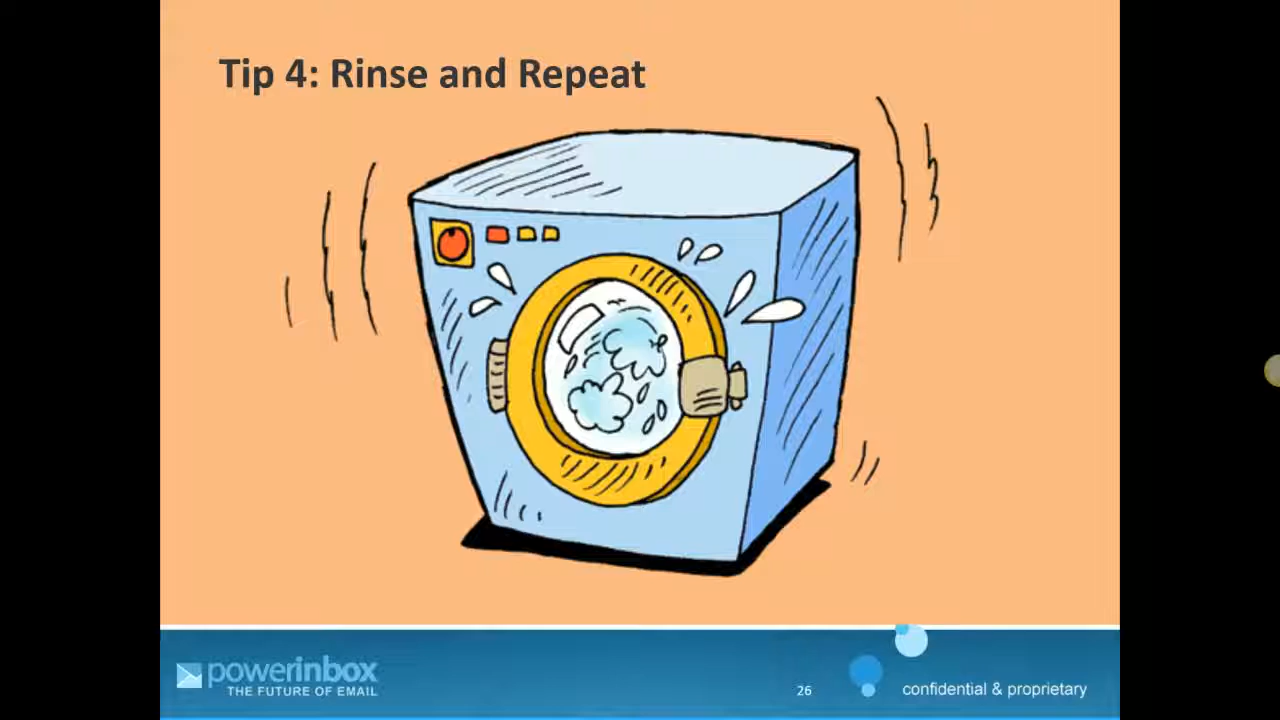 Tip 4: Rinse and Repeat
powerinbox
THE FUTURE OF EMAIL
26
confidential & proprietary